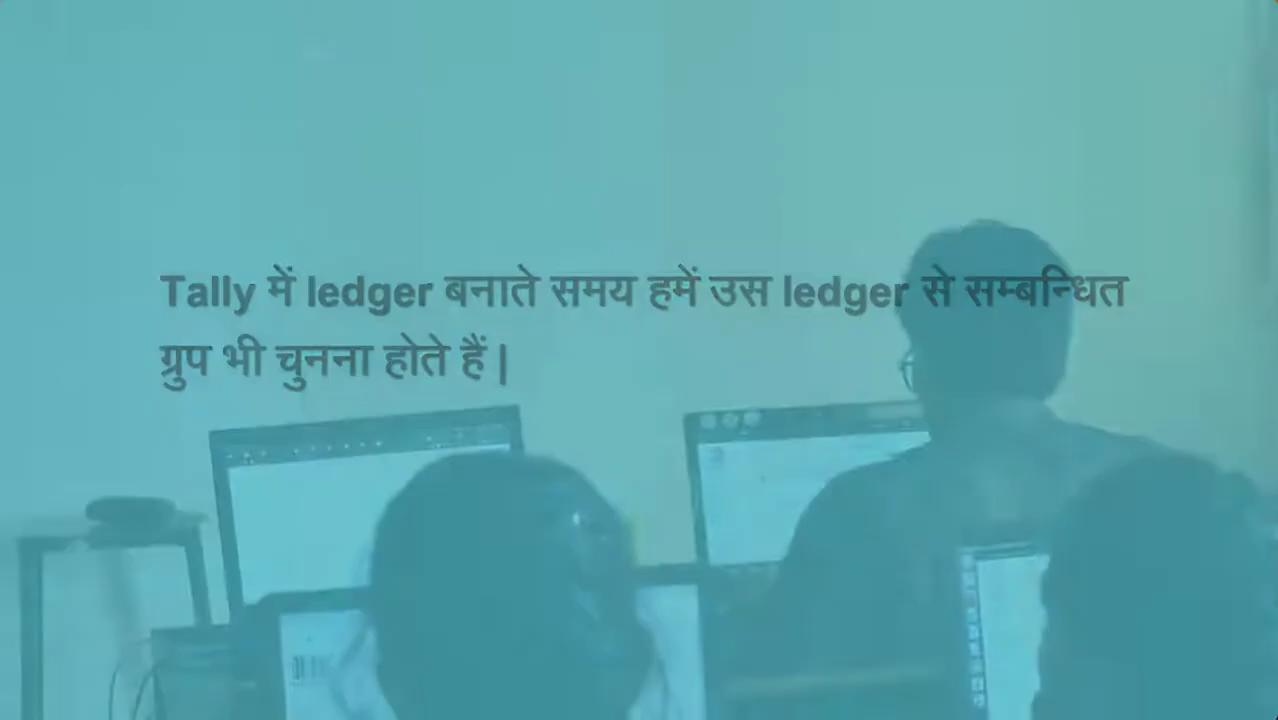 Tally में ledger बनाते समय हमें उस ledger से सम्बन्धित
ग्रुप भी चुनना होते हैं |